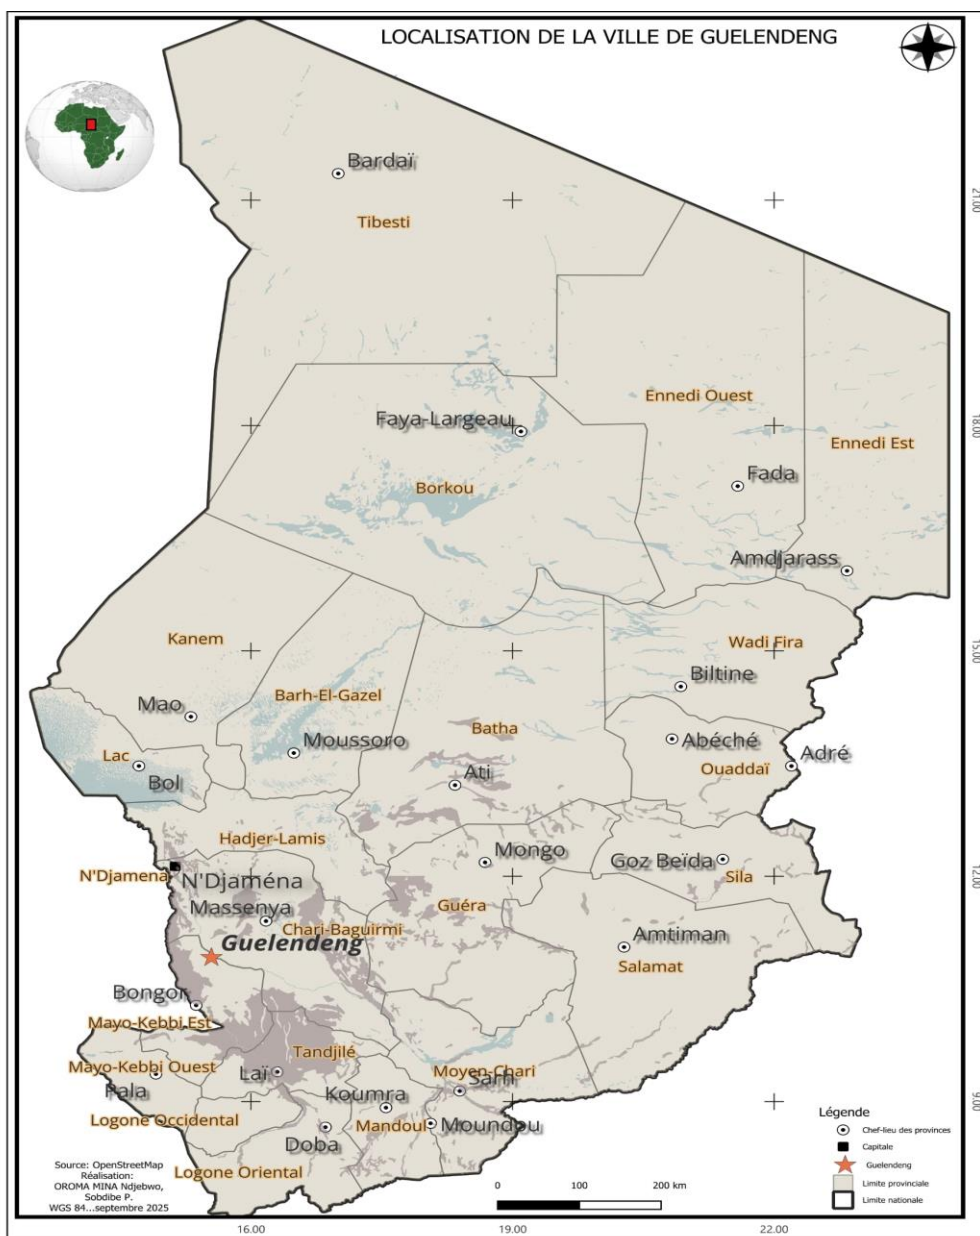 LOCALISATION DE LA VILLE DE GUELENDENG
Bardaï
21.00
Tibesti
Ennedi Ouest
Faya-Largeau
18.00
Ennedi Est
Fada
Borkou
Amdjarass
Kanem
Wadi Fira
15.00
Biltine
Barh-El-Gazel
Mao
Batha
Moussoro
Abéché
Lac
Adré
Ouaddaï
Bol
Ati
Hadjer-Lamis
Mongo
Goz Beïda
N'Djamena
12.00
Sila
N'Djaména
Massenya
Guéra
Chari-Baguirmi
Amtiman
Guelendeng
Salamat
Bongor
Mayo-Kebbi Est
Tandjilé
Mayo-Kebbi Ouest
Laï
Moyen-Chari
Pala
Sarh
Koumra
9.00
Logone Occidental
Mandoul
Moundou
Doba
Logone Oriental
Légende
Chef-lieu des provinces
Capitale
Guelendeng
Limite provinciale
Limite nationale
Source: OpenStreetMap
Réalisation:
OROMA MINA Ndjebwo,
Sobdibe P.
WGS 84...septembre 2025
0 100 200 km
16.00 19.00 22.00